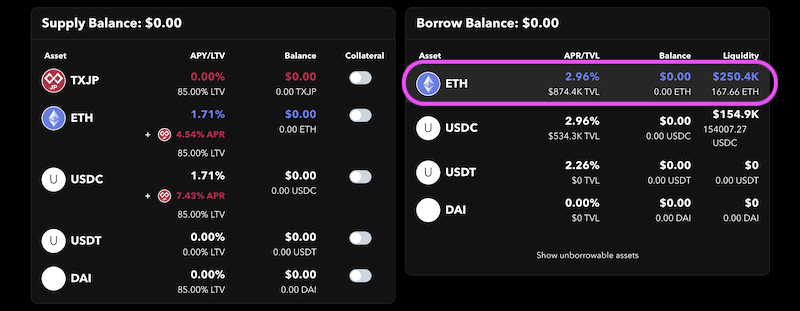 Supply Balance: $0.00
Asset APY/LTV Balance Collateral
JP TXJP 0.00% $0.00
85.00% LTV 0.00 TXJP
ETH 1.71% $0.00
0.00 ETH
+ 4.54% APR
85.00% LTV
U USDC 1.71% $0.00
0.00 USDC
+ 7.43% APR
85.00% LTV
U USDT 0.00% $0.00
0.00% LTV 0.00 USDT
DAI 0.00% $0.00
85.00% LTV 0.00 DAI
Borrow Balance: $0.00
Asset APR/TVL Balance Liquidity
ETH 2.96% $0.00 $250.4K
$874.4K TVL 0.00 ETH 167.66 ETH
U USDC 2.96% $0.00 $154.9K
$534.3K TVL 0.00 USDC 154007.27
USDC
U USDT 2.26% $0.00 $0
$0 TVL 0.00 USDT 0.00 USDT
DAI 0.00% $0.00 $0
$0 TVL 0.00 DAI 0.00 DAI
Show unborrowable assets